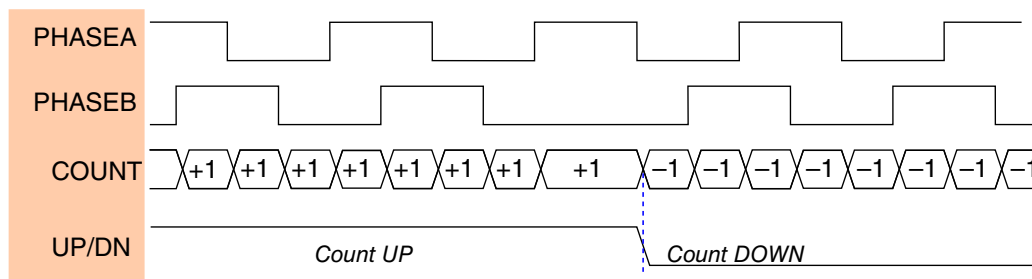 PHASEA
PHASEB
COUNT +1 +1 +1 +1 +1 +1 +1 +1 −1 −1 −1 −1 −1 −1 −1 −1
UP/DN Count UP Count DOWN